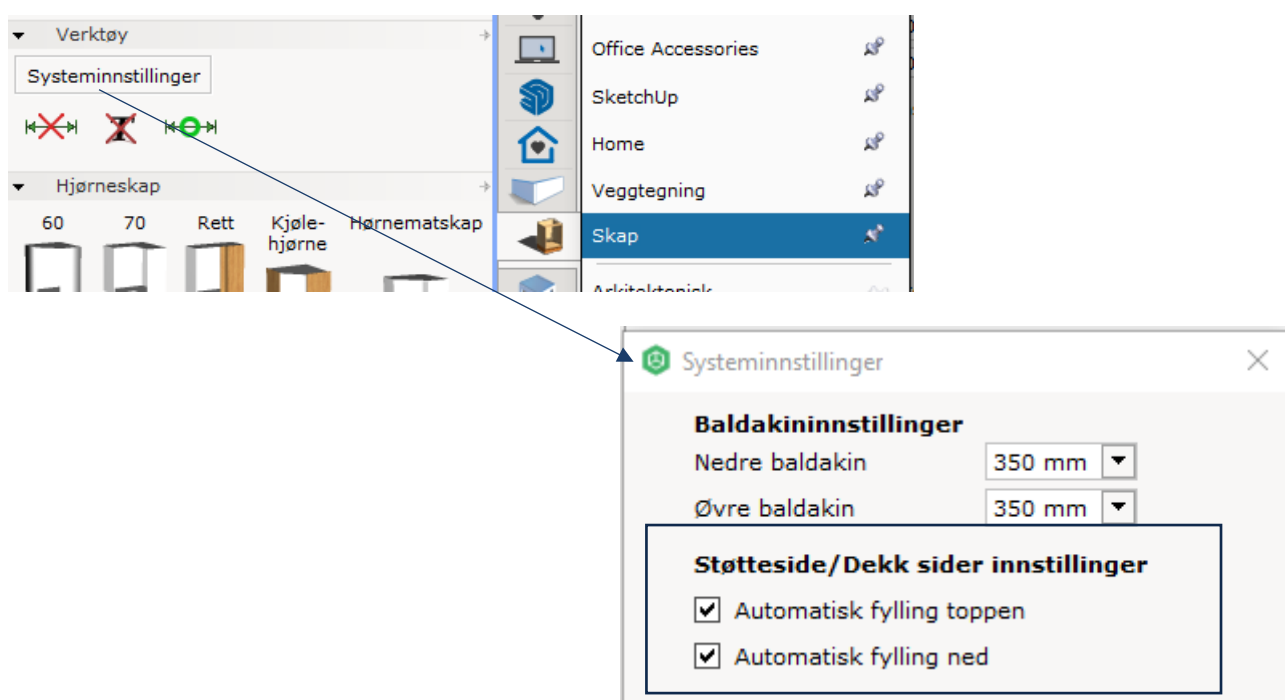 Verktøy
Systeminnstillinger
Hjørneskap
60 70 Rett Kjøle-hjørne Hørnematskap
Office Accessories
SketchUp
Home
Veggtegning
Skap
Arkitektonisk
Systeminnstillinger
Baldakininnstillinger
Nedre baldakin 350 mm
Øvre baldakin 350 mm
Støtteside/Dekk sider innstillinger
Automatisk fylling toppen
Automatisk fylling ned